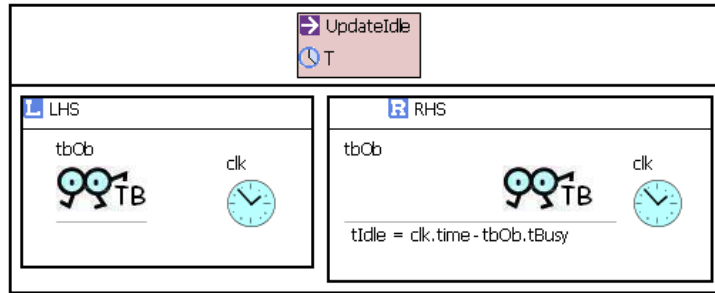 UpdateIdle
T
L LHS
R RHS
tbOb
clk
TB
tbOb
clk
TB
tIdle = clk.time - tbOb.tBusy